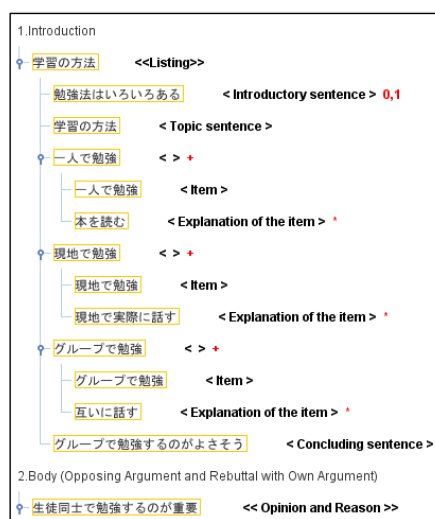 1.Introduction
学習の方法 <<Listing>>
勉強法はいろいろある < Introductory sentence > 0,1
学習の方法 < Topic sentence >
一人で勉強 < > +
一人で勉強 < Item >
本を読む < Explanation of the item > *
現地で勉強 < > +
現地で勉強 < Item >
現地で実際に話す < Explanation of the item > *
グループで勉強 < > +
グループで勉強 < Item >
互いに話す < Explanation of the item > *
グループで勉強するのがよさそう < Concluding sentence >
2.Body (Opposing Argument and Rebuttal with Own Argument)
生徒同士で勉強するのが重要 << Opinion and Reason >>